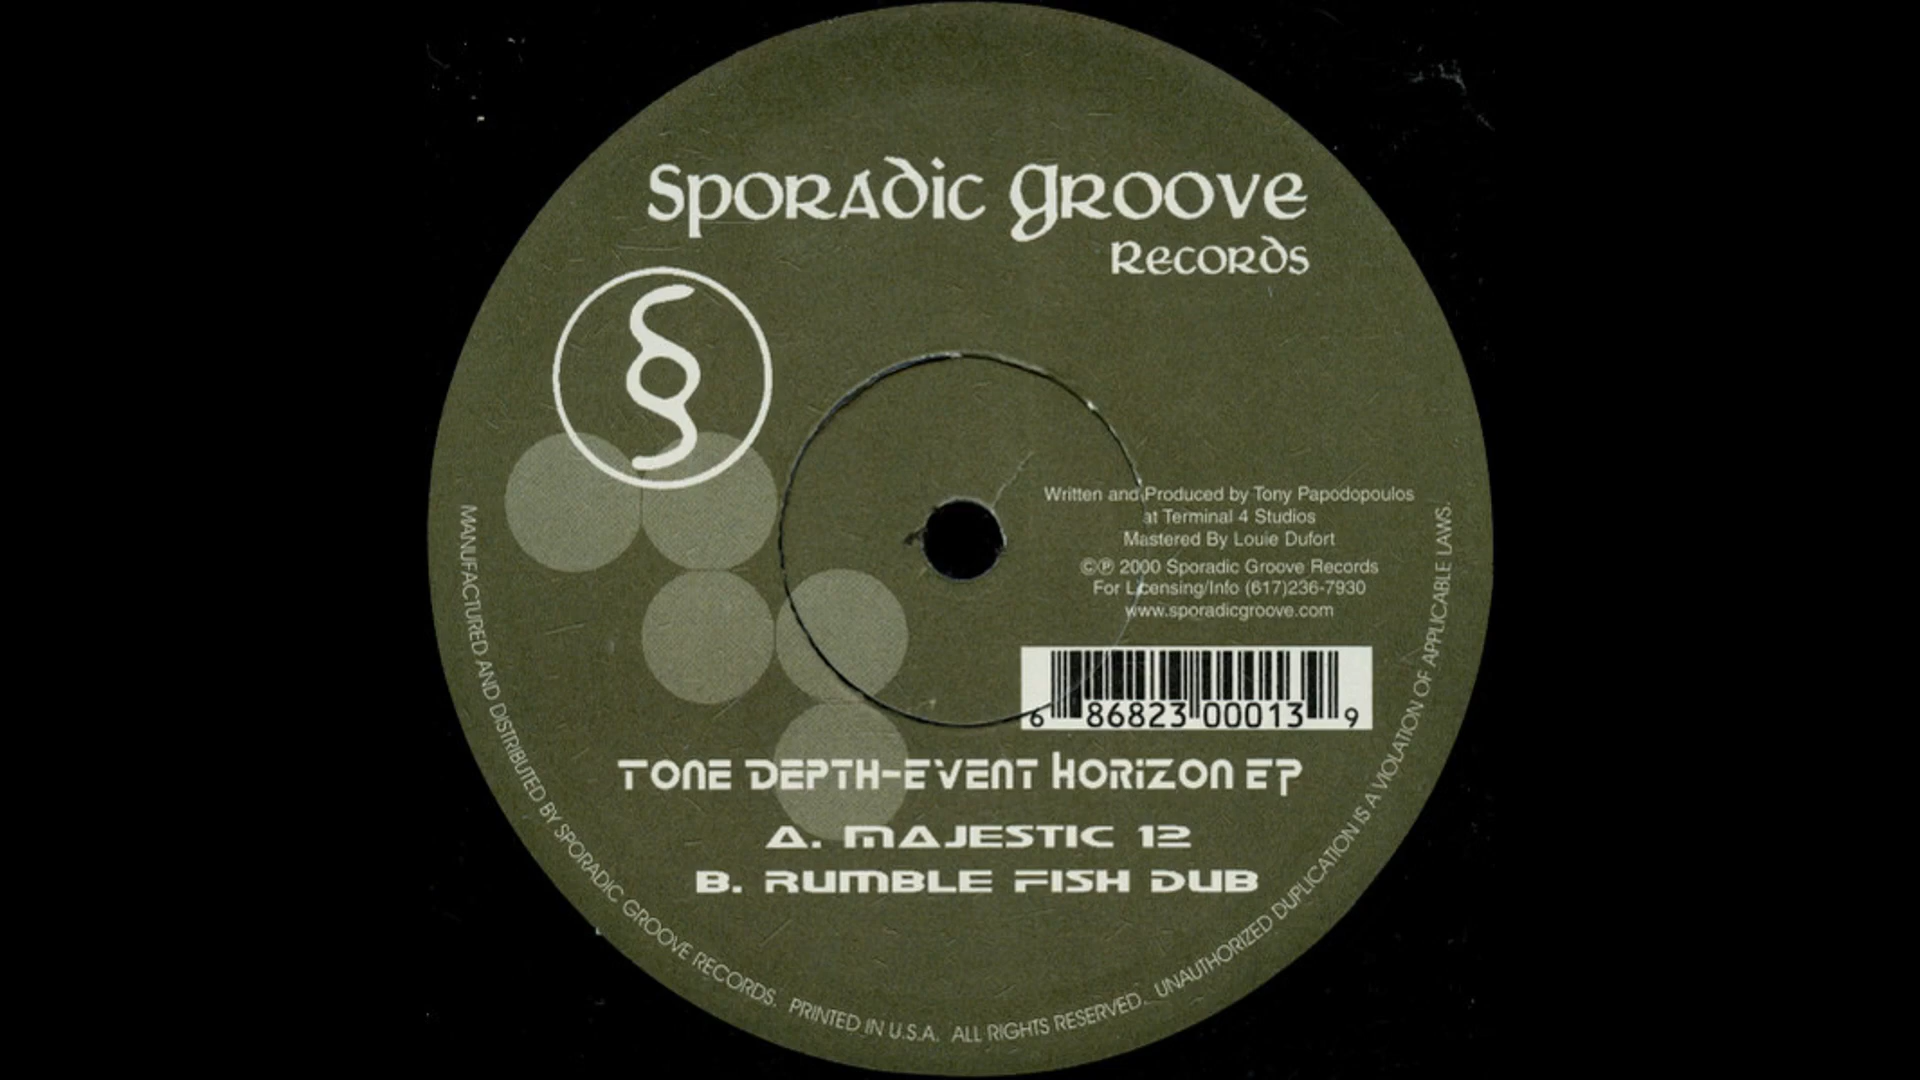 Sporadic Groove
Records
Written and Produced by Tony Papodopoulos
at Terminal 4 Studios
Mastered By Louie Dufort
©℗ 2000 Sporadic Groove Records
For Licensing/Info (617)236-7930
www.sporadicgroove.com
6 86823 00013 9
TONE DEPTH-EVENT HORIZON EP
A. MAJESTIC 12
B. RUMBLE FISH DUB
MANUFACTURED AND DISTRIBUTED BY SPORADIC GROOVE RECORDS. PRINTED IN U.S.A. ALL RIGHTS RESERVED. UNAUTHORIZED DUPLICATION IS A VIOLATION OF APPLICABLE LAWS.